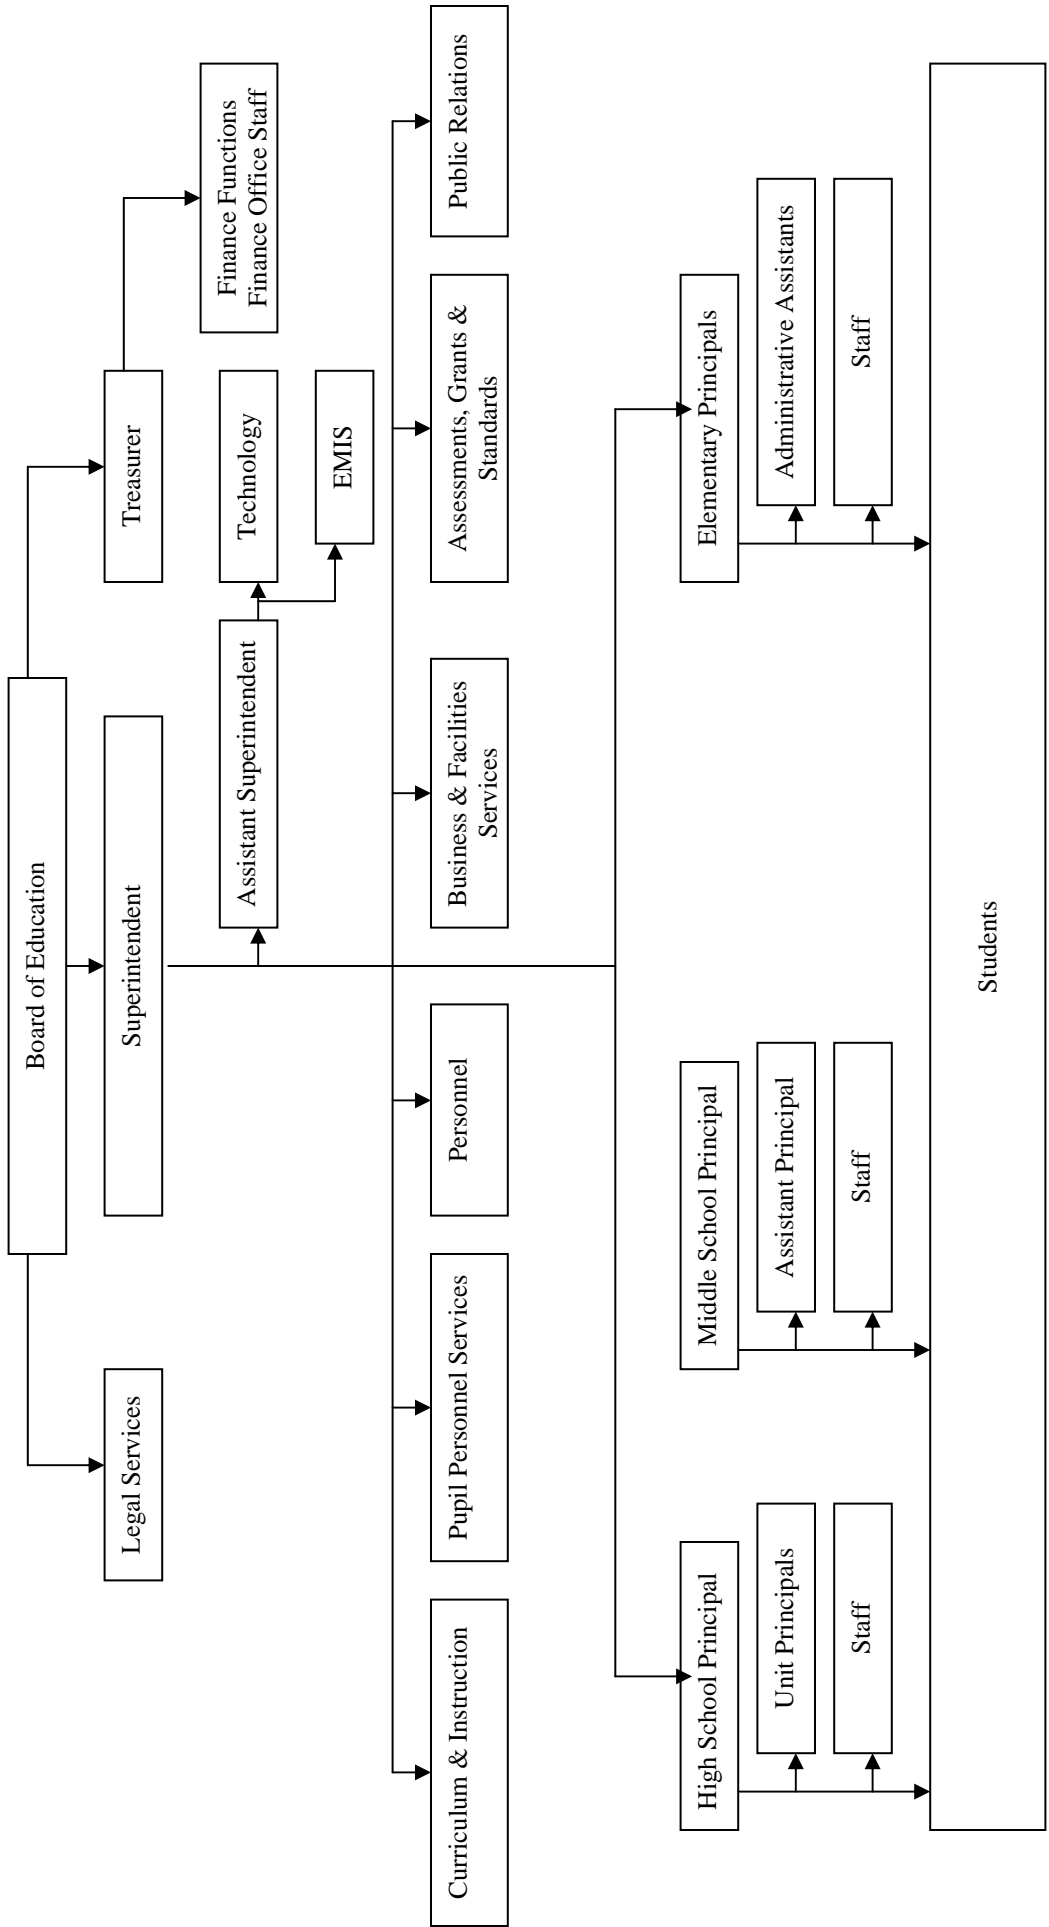 Board of Education
Legal Services
Superintendent
Treasurer
Finance Functions
Finance Office Staff
Assistant Superintendent
Technology
EMIS
Curriculum & Instruction
Pupil Personnel Services
Personnel
Business & Facilities
Services
Assessments, Grants &
Standards
Public Relations
High School Principal
Unit Principals
Staff
Middle School Principal
Assistant Principal
Staff
Elementary Principals
Administrative Assistants
Staff
Students